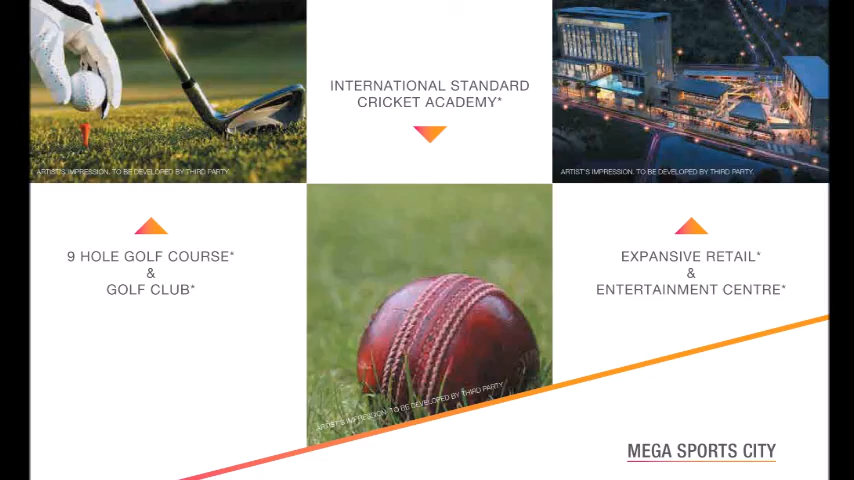 INTERNATIONAL STANDARD
CRICKET ACADEMY*
ARTIST'S IMPRESSION. TO BE DEVELOPED BY THIRD PARTY.
ARTIST'S IMPRESSION. TO BE DEVELOPED BY THIRD PARTY.
9 HOLE GOLF COURSE*
&
GOLF CLUB*
EXPANSIVE RETAIL*
&
ENTERTAINMENT CENTRE*
ARTIST'S IMPRESSION. TO BE DEVELOPED BY THIRD PARTY.
MEGA SPORTS CITY